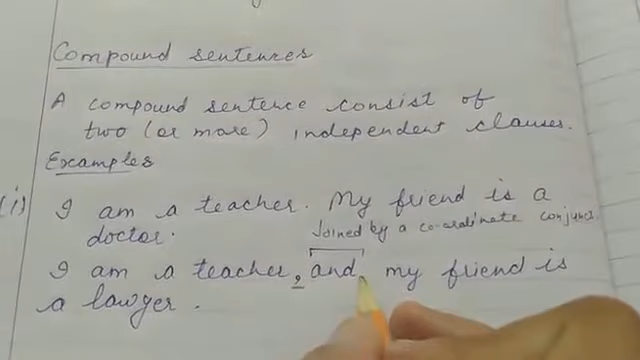 Compound sentences
A compound sentence consist of
two (or more) independent clauses.
Examples
(i) I am a teacher. My friend is a
doctor.
Joined by a co-ordinate conjunc
I am a teacher, and my friend is
a lawyer.